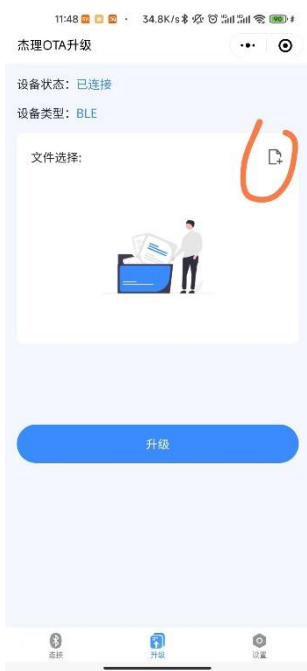 11:48 34.8K/s 90
杰理OTA升级
设备状态：已连接
设备类型：BLE
文件选择:
升级
连接 升级 设置